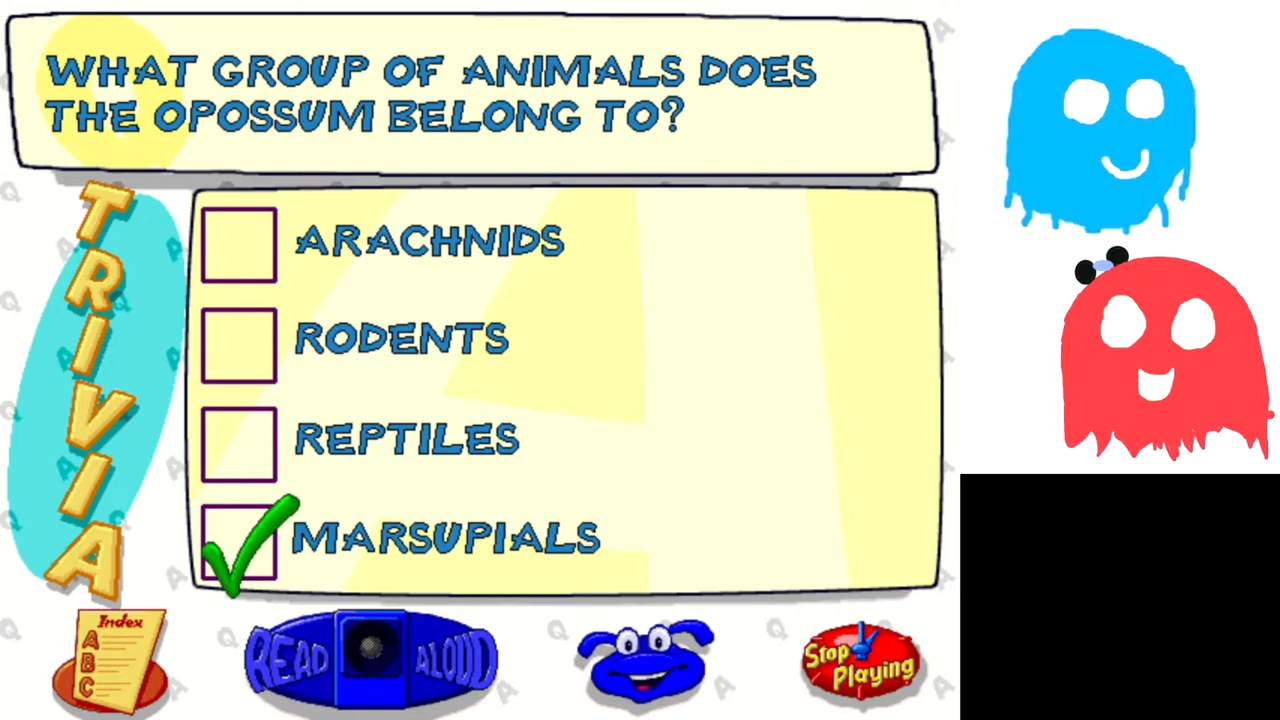 WHAT GROUP OF ANIMALS DOES
THE OPOSSUM BELONG TO?
TRIVIA
ARACHNIDS
RODENTS
REPTILES
MARSUPIALS
Index
A
B
C
READ ALOUD
Stop
Playing